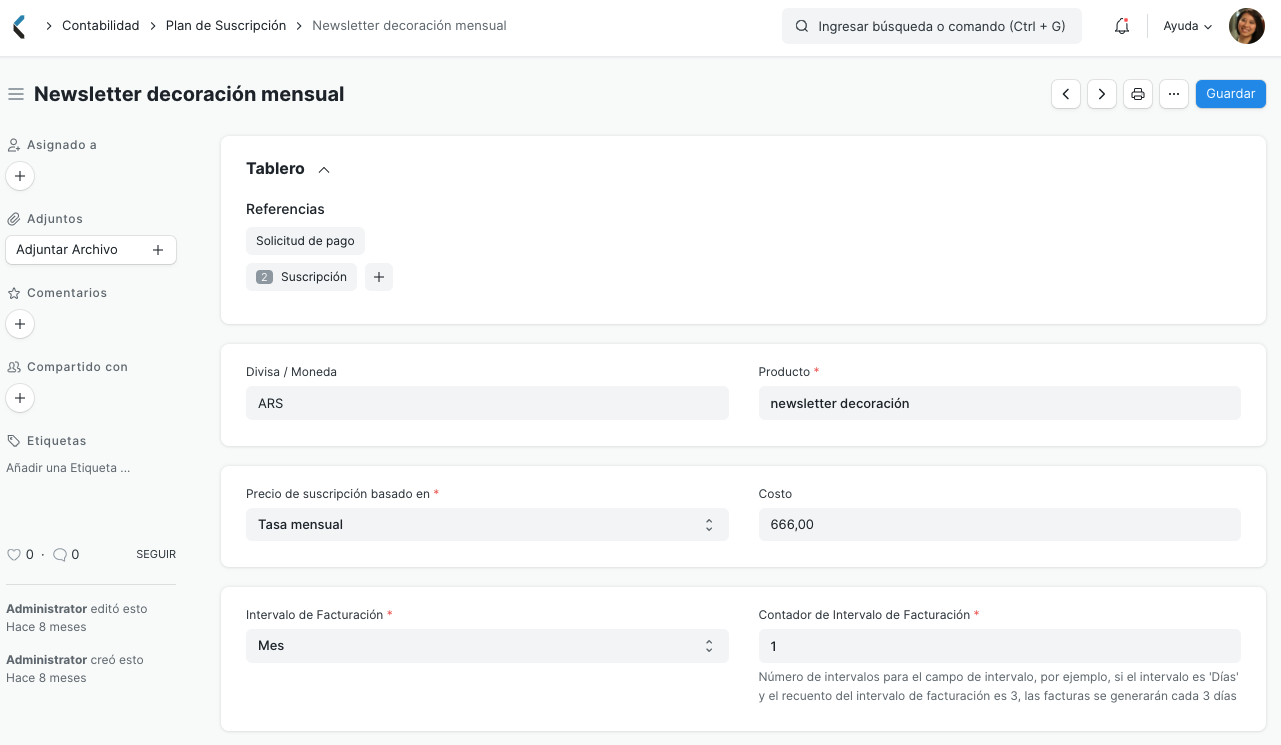 Contabilidad
Plan de Suscripción
Newsletter decoración mensual
Ingresar búsqueda o comando (Ctrl + G)
Ayuda
Newsletter decoración mensual
Guardar
Asignado a
Adjuntos
Adjuntar Archivo
Comentarios
Compartido con
Etiquetas
Añadir una Etiqueta ...
0 · 0 SEGUIR
Administrator editó esto
Hace 8 meses
Administrator creó esto
Hace 8 meses
Tablero
Referencias
Solicitud de pago
2 Suscripción
Divisa / Moneda
ARS
Producto *
newsletter decoración
Precio de suscripción basado en *
Tasa mensual
Costo
666,00
Intervalo de Facturación *
Mes
Contador de Intervalo de Facturación *
1
Número de intervalos para el campo de intervalo, por ejemplo, si el intervalo es 'Días'
y el recuento del intervalo de facturación es 3, las facturas se generarán cada 3 días